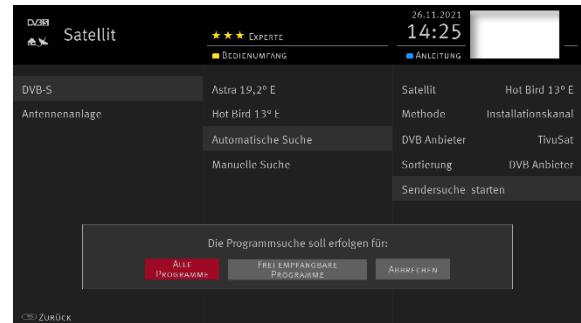 Satellit
★★★ EXPERTE
BEDIENUMFANG
26.11.2021
14:25
ANLEITUNG
DVB-S
Antennenanlage
Astra 19,2° E
Hot Bird 13° E
Automatische Suche
Manuelle Suche
Satellit Hot Bird 13° E
Methode Installationskanal
DVB Anbieter TivuSat
Sortierung DVB Anbieter
Sendersuche starten
Die Programmsuche soll erfolgen für:
ALLE
PROGRAMME
FREI EMPFANGBARE
PROGRAMME
ABBRECHEN
ZURÜCK